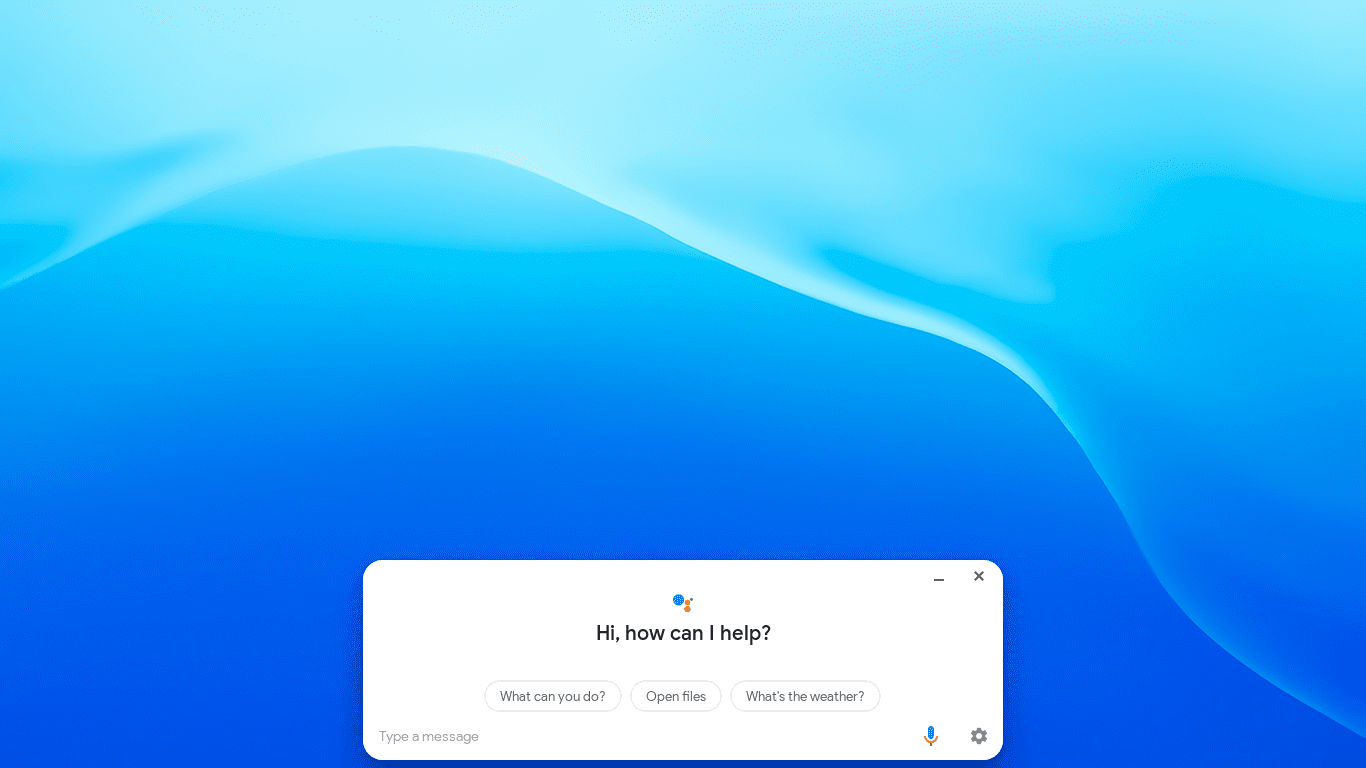 Hi, how can I help?
What can you do? Open files What's the weather?
Type a message